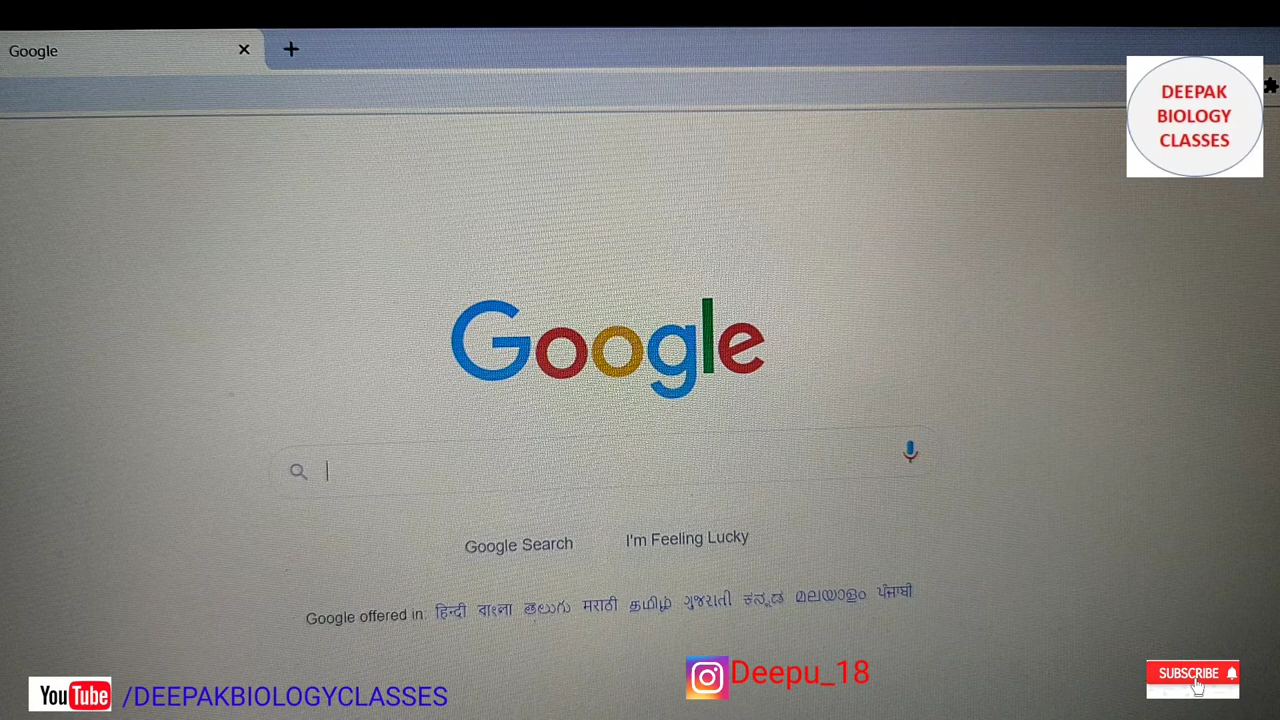 Google
DEEPAK
BIOLOGY
CLASSES
Google
Google Search
I'm Feeling Lucky
Google offered in: हिन्दी বাংলা తెలుగు मराठी தமிழ் ગુજરાતી ಕನ್ನಡ മലയാളം ਪੰਜਾਬੀ
Deepu_18
SUBSCRIBE
YouTube /DEEPAKBIOLOGYCLASSES